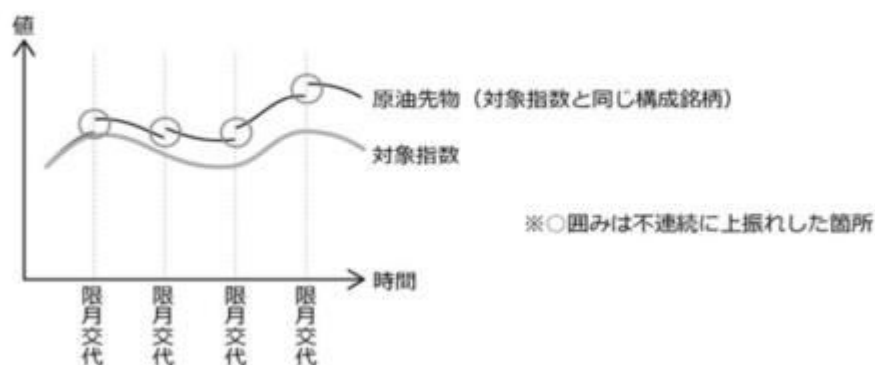 値
原油先物（対象指数と同じ構成銘柄）
対象指数
※○囲みは不連続に上振れした箇所
時間
限月交代
限月交代
限月交代
限月交代